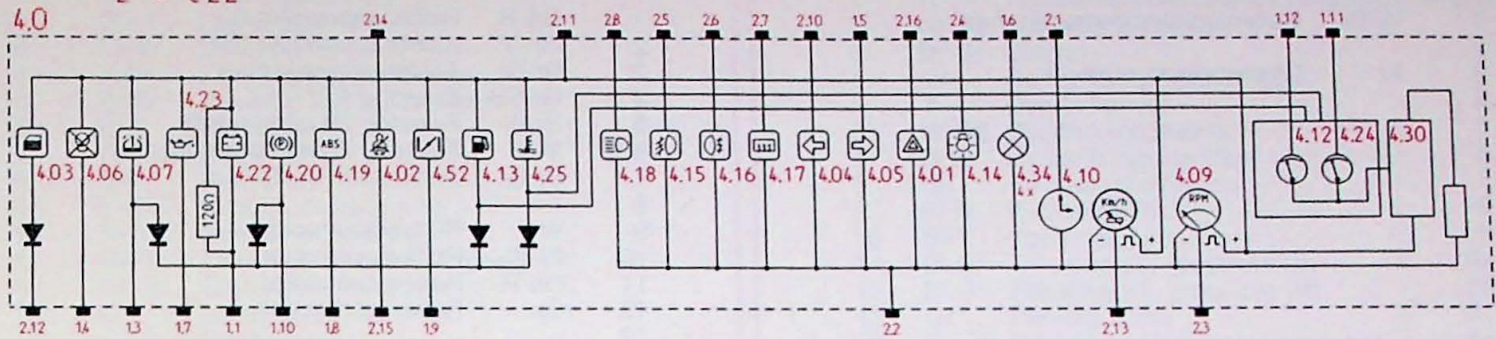 4.0
2.14 2.11 2.8 2.5 2.6 2.7 2.10 1.5 2.16 2.4 1.6 2.1 1.12 1.11
4.23
ABS
4.12 4.24 4.30
4.03 4.06 4.07 4.22 4.20 4.19 4.02 4.52 4.13 4.25 4.18 4.15 4.16 4.17 4.04 4.05 4.01 4.14 4.34 4.10 4.09
4x
120Ω
Km/h RPM
- + - +
2.12 1.4 1.3 1.7 1.1 1.10 1.8 2.15 1.9 2.2 2.13 2.3